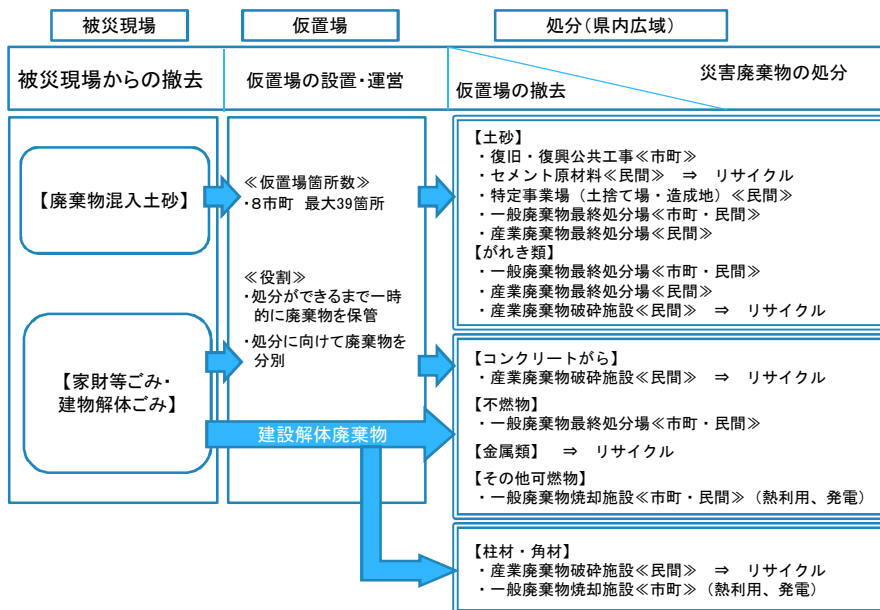 被災現場
仮置場
処分(県内広域)
被災現場からの撤去
仮置場の設置・運営
仮置場の撤去
災害廃棄物の処分
【廃棄物混入土砂】
【家財等ごみ・
建物解体ごみ】
≪仮置場箇所数≫
・8市町 最大39箇所
≪役割≫
・処分ができるまで一時
的に廃棄物を保管
・処分に向けて廃棄物を
分別
建設解体廃棄物
【土砂】
・復旧・復興公共工事≪市町≫
・セメント原材料≪民間≫ ⇒ リサイクル
・特定事業場(土捨て場・造成地)≪民間≫
・一般廃棄物最終処分場≪市町・民間≫
・産業廃棄物最終処分場≪民間≫
【がれき類】
・一般廃棄物最終処分場≪市町・民間≫
・産業廃棄物最終処分場≪民間≫
・産業廃棄物破砕施設≪民間≫ ⇒ リサイクル
【コンクリートがら】
・産業廃棄物破砕施設≪民間≫ ⇒ リサイクル
【不燃物】
・一般廃棄物最終処分場≪市町・民間≫
【金属類】 ⇒ リサイクル
【その他可燃物】
・一般廃棄物焼却施設≪市町・民間≫(熱利用、発電)
【柱材・角材】
・産業廃棄物破砕施設≪民間≫ ⇒ リサイクル
・一般廃棄物焼却施設≪市町≫(熱利用、発電)